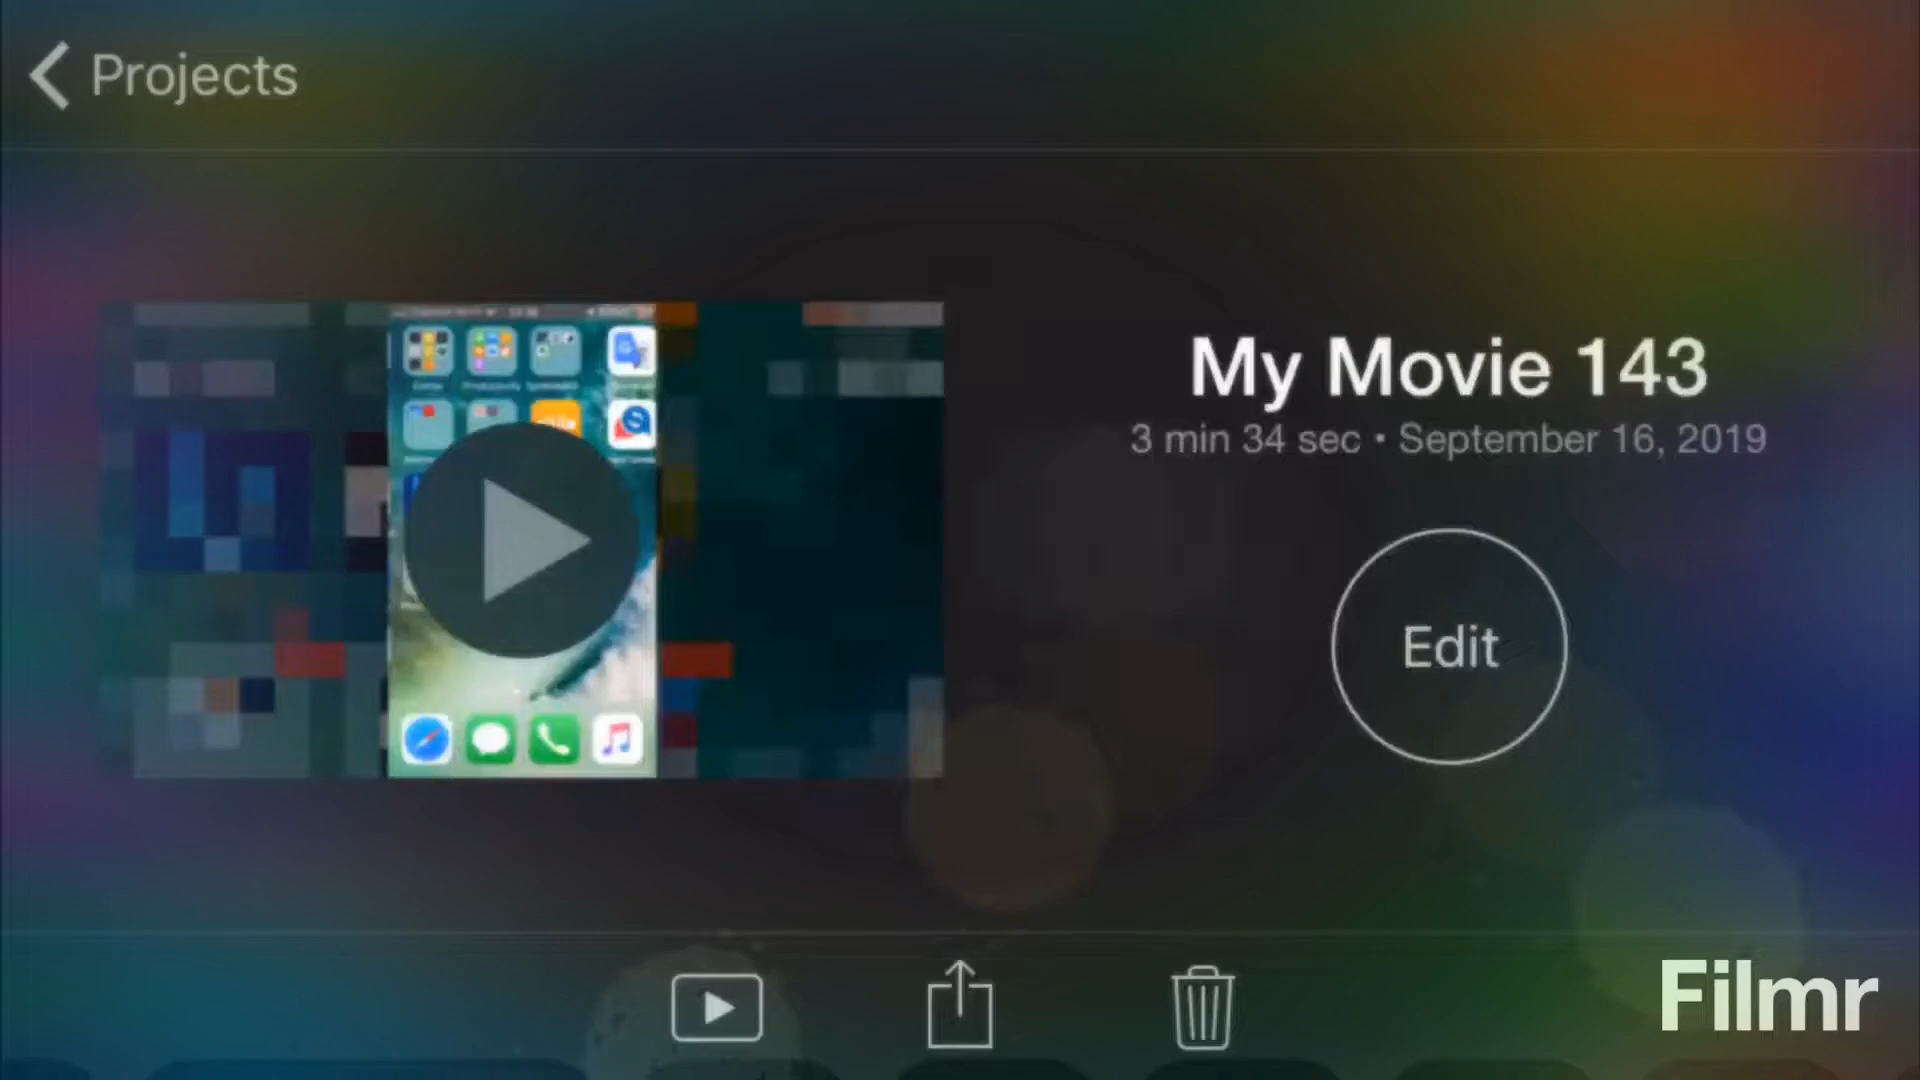 Projects
My Movie 143
3 min 34 sec • September 16, 2019
Edit
Filmr